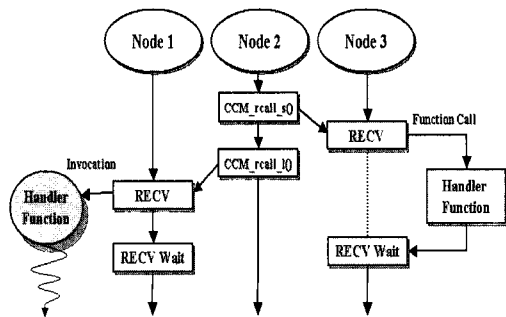 Node 1
Node 2
Node 3
CCM_rcall_s()
Function Call
RECV
CCM_rcall_l()
Invocation
Handler
Function
RECV
Handler
Function
RECV Wait
RECV Wait